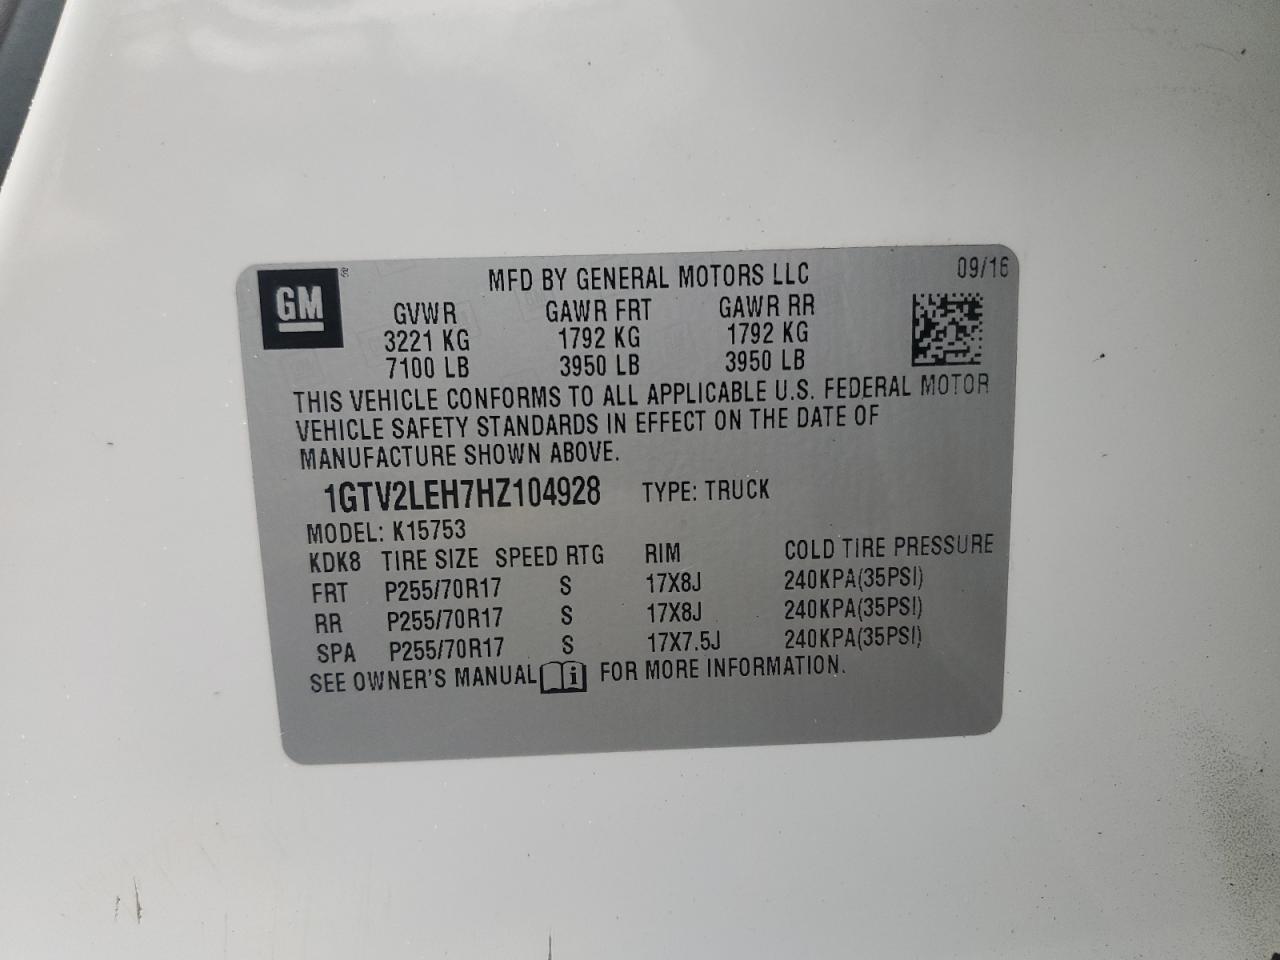 GM
MFD BY GENERAL MOTORS LLC 09/16
GVWR GAWR FRT GAWR RR
3221 KG 1792 KG 1792 KG
7100 LB 3950 LB 3950 LB
THIS VEHICLE CONFORMS TO ALL APPLICABLE U.S. FEDERAL MOTOR
VEHICLE SAFETY STANDARDS IN EFFECT ON THE DATE OF
MANUFACTURE SHOWN ABOVE.
1GTV2LEH7HZ104928 TYPE: TRUCK
MODEL: K15753
KDK8 TIRE SIZE SPEED RTG RIM COLD TIRE PRESSURE
FRT P255/70R17 S 17X8J 240KPA(35PSI)
RR P255/70R17 S 17X8J 240KPA(35PSI)
SPA P255/70R17 S 17X7.5J 240KPA(35PSI)
SEE OWNER'S MANUAL i FOR MORE INFORMATION.